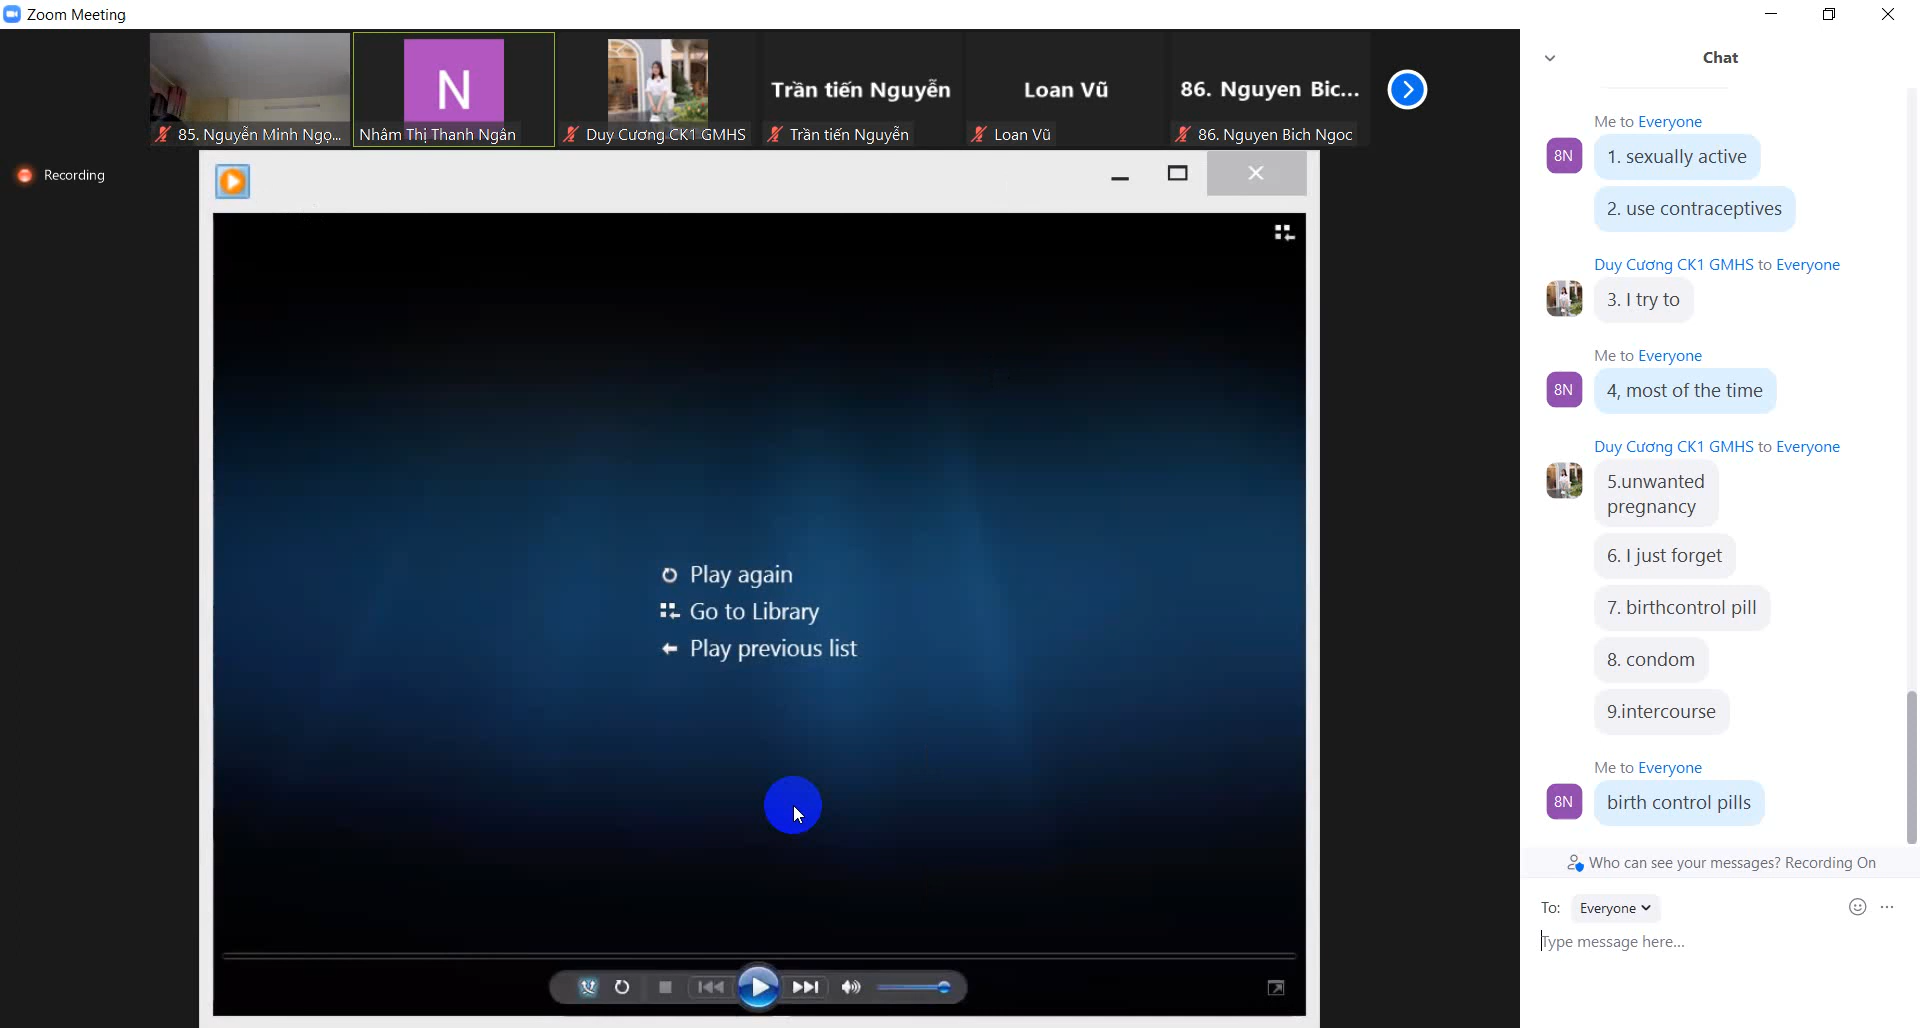 Zoom Meeting
N
Trần tiến Nguyễn
Loan Vũ
86. Nguyen Bic...
85. Nguyễn Minh Ngọ...
Nhâm Thị Thanh Ngân
Duy Cương CK1 GMHS
Trần tiến Nguyễn
Loan Vũ
86. Nguyen Bich Ngoc
Recording
Play again
Go to Library
Play previous list
Chat
Me to Everyone
8N
1. sexually active
2. use contraceptives
Duy Cương CK1 GMHS to Everyone
3. I try to
Me to Everyone
8N
4, most of the time
Duy Cương CK1 GMHS to Everyone
5.unwanted
pregnancy
6. I just forget
7. birthcontrol pill
8. condom
9.intercourse
Me to Everyone
8N
birth control pills
Who can see your messages? Recording On
To: Everyone
Type message here...